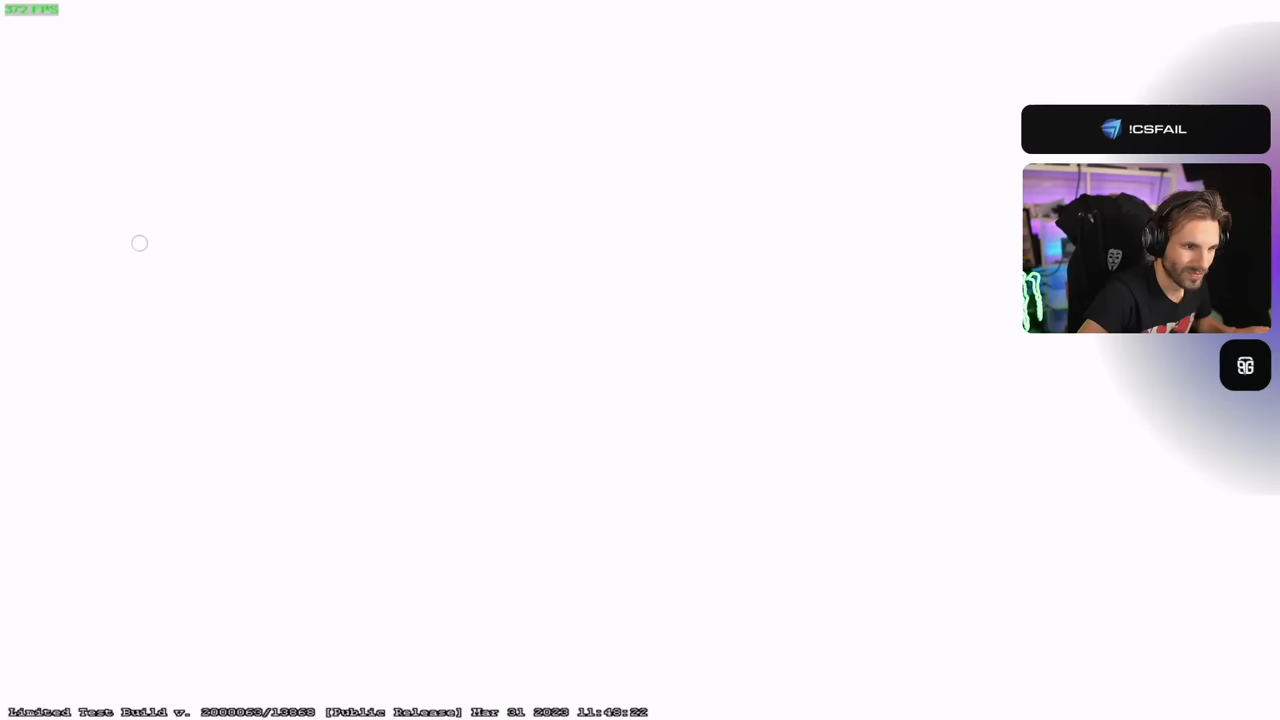 372 FPS
!CSFAIL
Limited Test Build v. 2000063/13868 [Public Release] Mar 31 2023 11:48:22